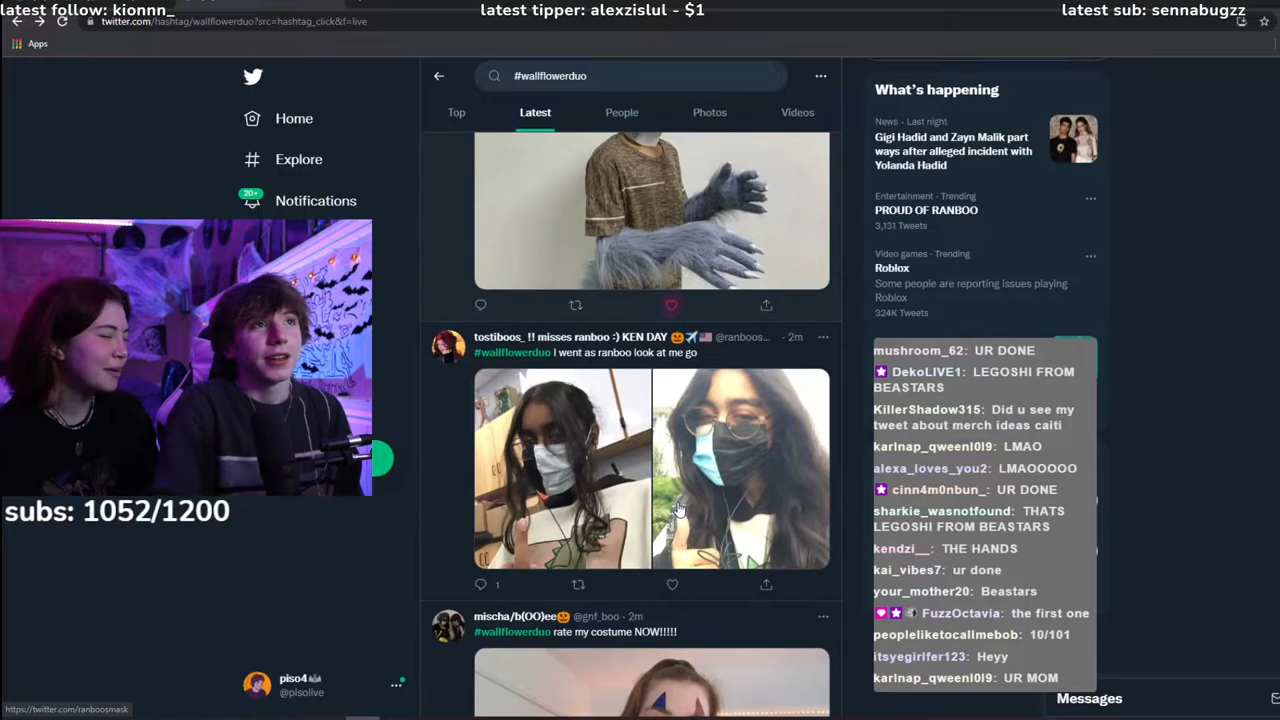 latest follow: kionnn_
latest tipper: alexzislul - $1
latest sub: sennabugzz
twitter.com/hashtag/wallflowerduo?src=hashtag_click&f=live
Apps
Home
Explore
20+
Notifications
subs: 1052/1200
piso4
@pisolive
https://twitter.com/ranboosmask
#wallflowerduo
Top
Latest
People
Photos
Videos
tostiboos_ !! misses ranboo :) KEN DAY 🎃✈️🇺🇸 @ranboos... · 2m
#wallflowerduo I went as ranboo look at me go
1
mischa/b(OO)ee🎃 @gnf_boo · 2m
#wallflowerduo rate my costume NOW!!!!!
What's happening
News · Last night
Gigi Hadid and Zayn Malik part
ways after alleged incident with
Yolanda Hadid
Entertainment · Trending
PROUD OF RANBOO
3,131 Tweets
Video games · Trending
Roblox
Some people are reporting issues playing
Roblox
324K Tweets
mushroom_62: UR DONE
DekoLIVE1: LEGOSHI FROM
BEASTARS
KillerShadow315: Did u see my
tweet about merch ideas caiti
karlnap_qweenl0l9: LMAO
alexa_loves_you2: LMAOOOOO
cinn4m0nbun_: UR DONE
sharkie_wasnotfound: THATS
LEGOSHI FROM BEASTARS
kendzi__: THE HANDS
kai_vibes7: ur done
your_mother20: Beastars
FuzzOctavia: the first one
peopleliketocallmebob: 10/101
itsyegirlfer123: Heyy
karlnap_qweenl0l9: UR MOM
Messages